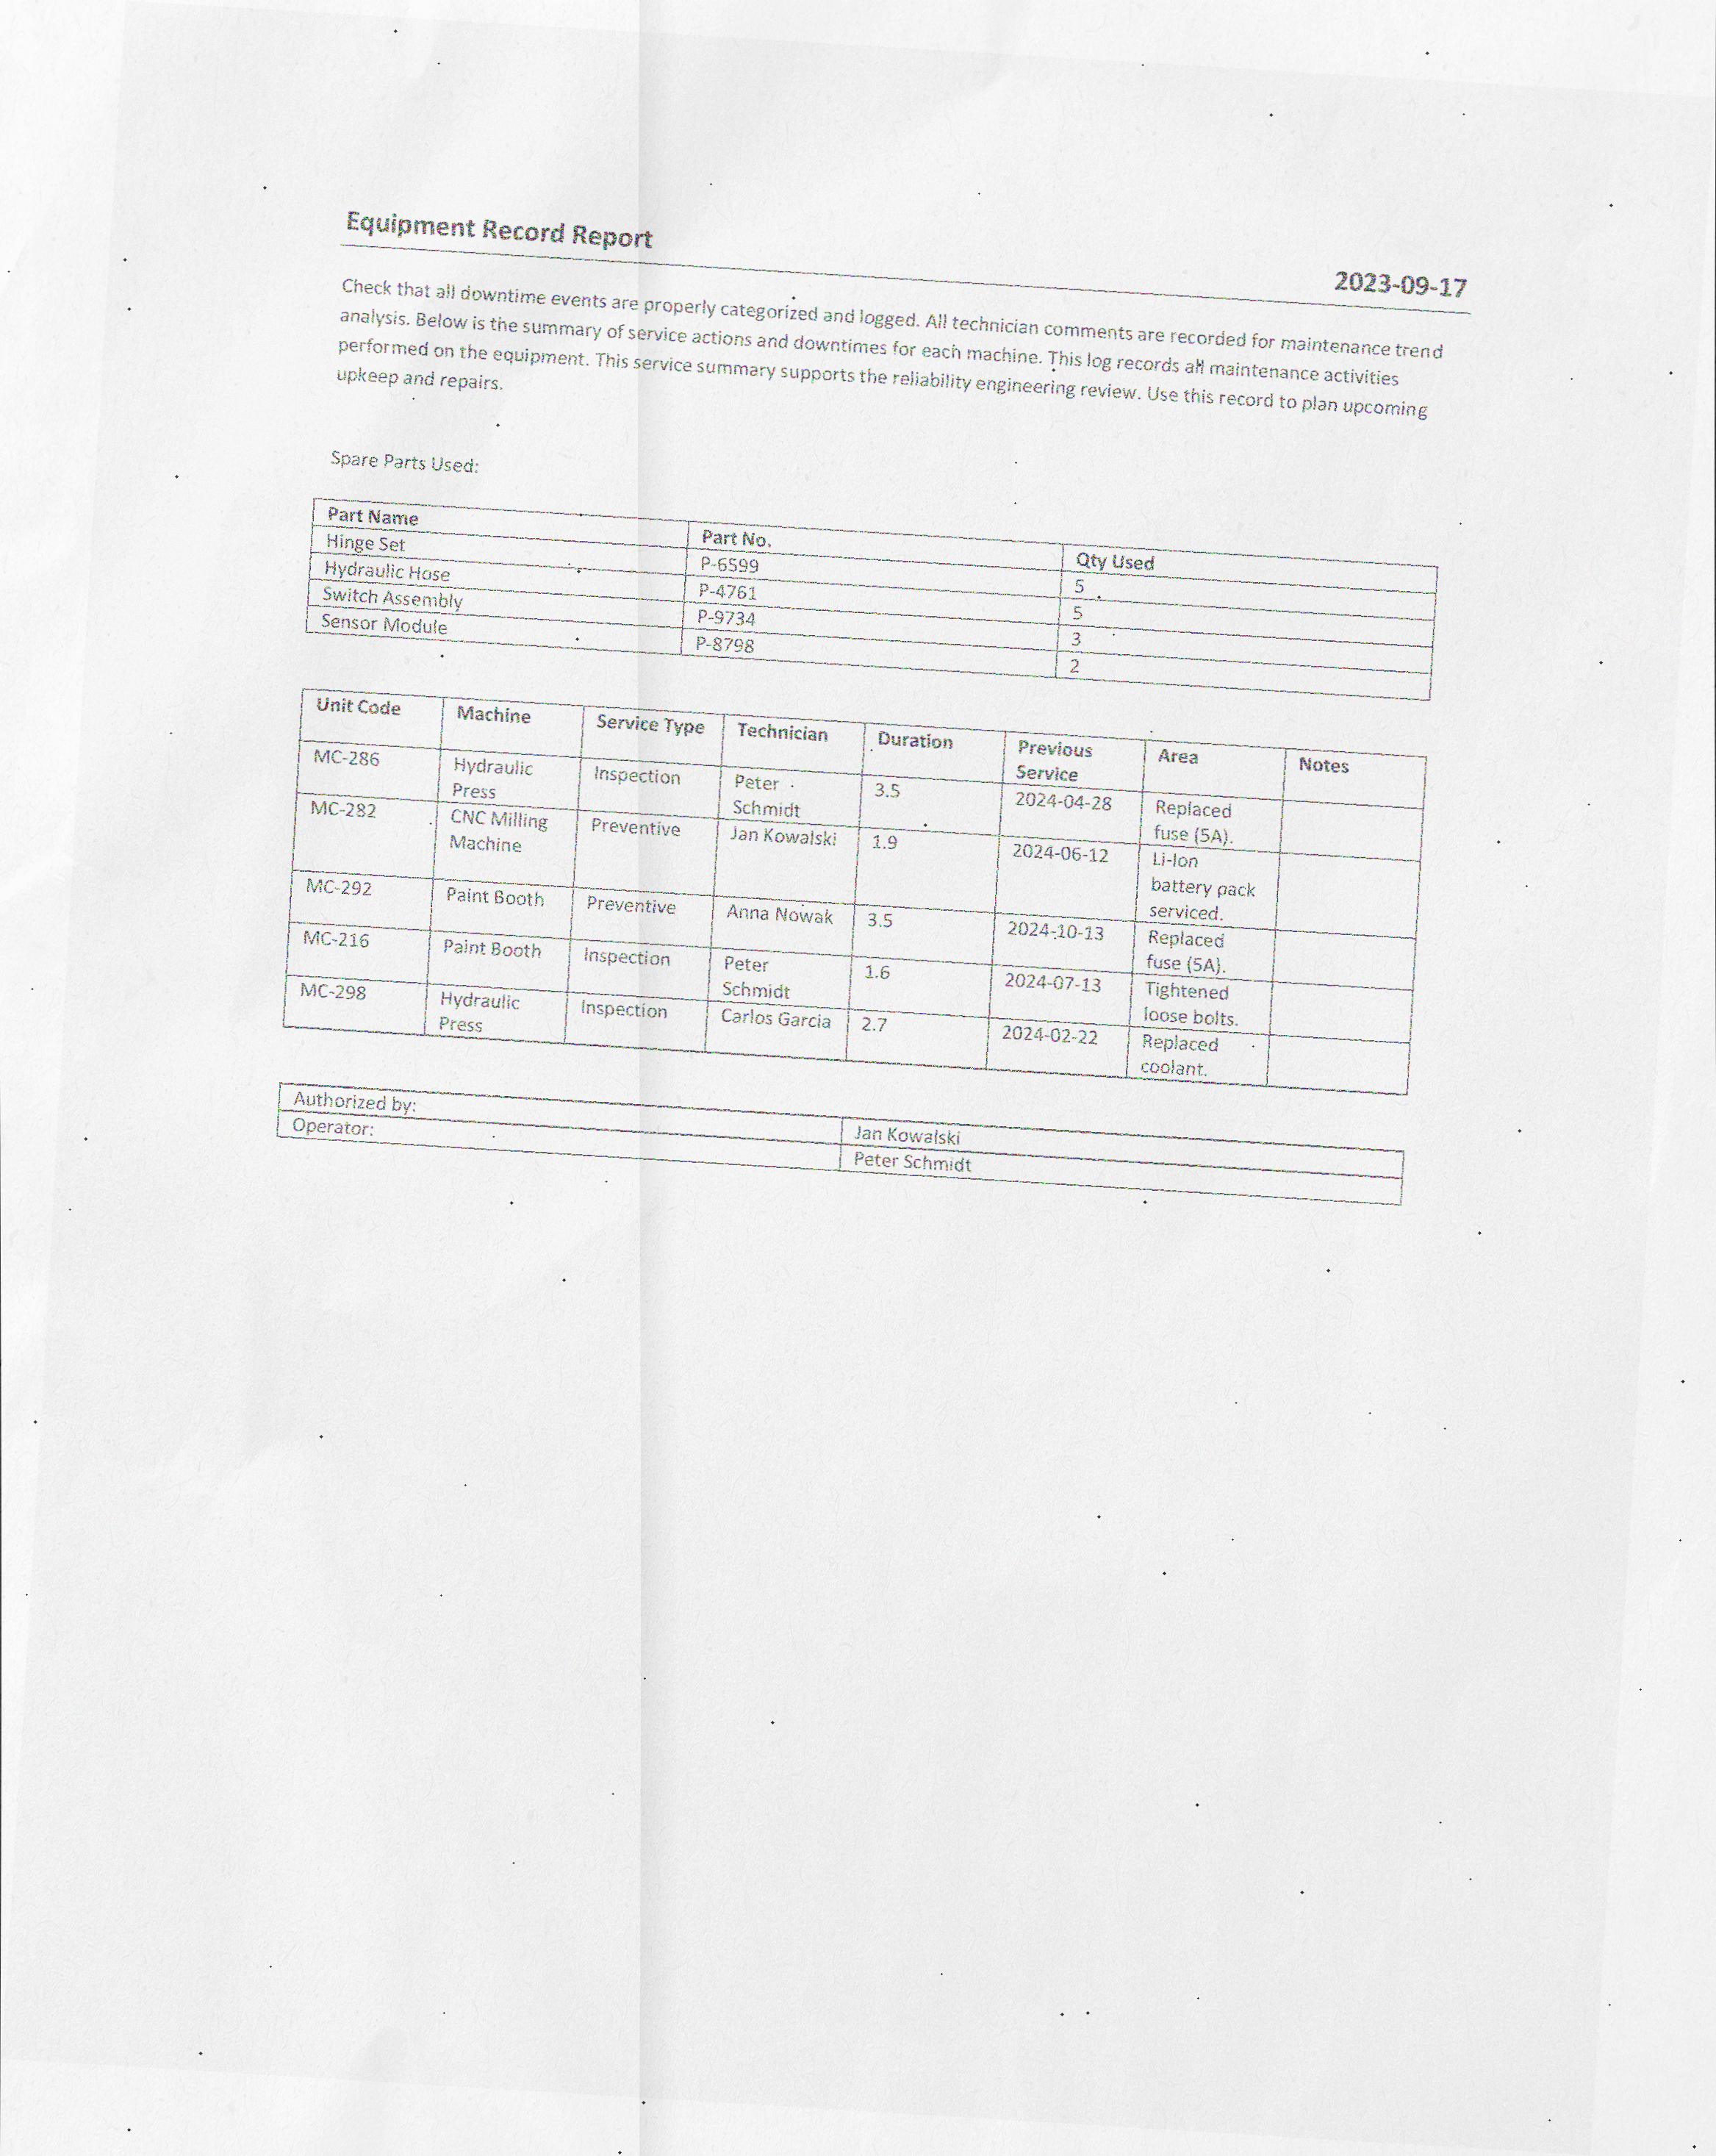 Equipment Record Report
2023-09-17
Check that all downtime events are properly categorized and logged. All technician comments are recorded for maintenance trend
analysis. Below is the summary of service actions and downtimes for each machine. This log records all maintenance activities
performed on the equipment. This service summary supports the reliability engineering review. Use this record to plan upcoming
upkeep and repairs.
Spare Parts Used:
Part Name Part No. Qty Used
Hinge Set P-6599 5
Hydraulic Hose P-4761 5
Switch Assembly P-9734 3
Sensor Module P-8798 2
Unit Code Machine Service Type Technician Duration Previous Area Notes
Service
MC-286 Hydraulic Inspection Peter 3.5 2024-04-28 Replaced
Press Schmidt fuse (5A).
MC-282 CNC Milling Preventive Jan Kowalski 1.9 2024-06-12 Li-Ion
Machine battery pack
serviced.
MC-292 Paint Booth Preventive Anna Nowak 3.5 2024-10-13 Replaced
fuse (5A).
MC-216 Paint Booth Inspection Peter 1.6 2024-07-13 Tightened
Schmidt loose bolts.
MC-298 Hydraulic Inspection Carlos Garcia 2.7 2024-02-22 Replaced
Press coolant.
Authorized by: Jan Kowalski
Operator: Peter Schmidt